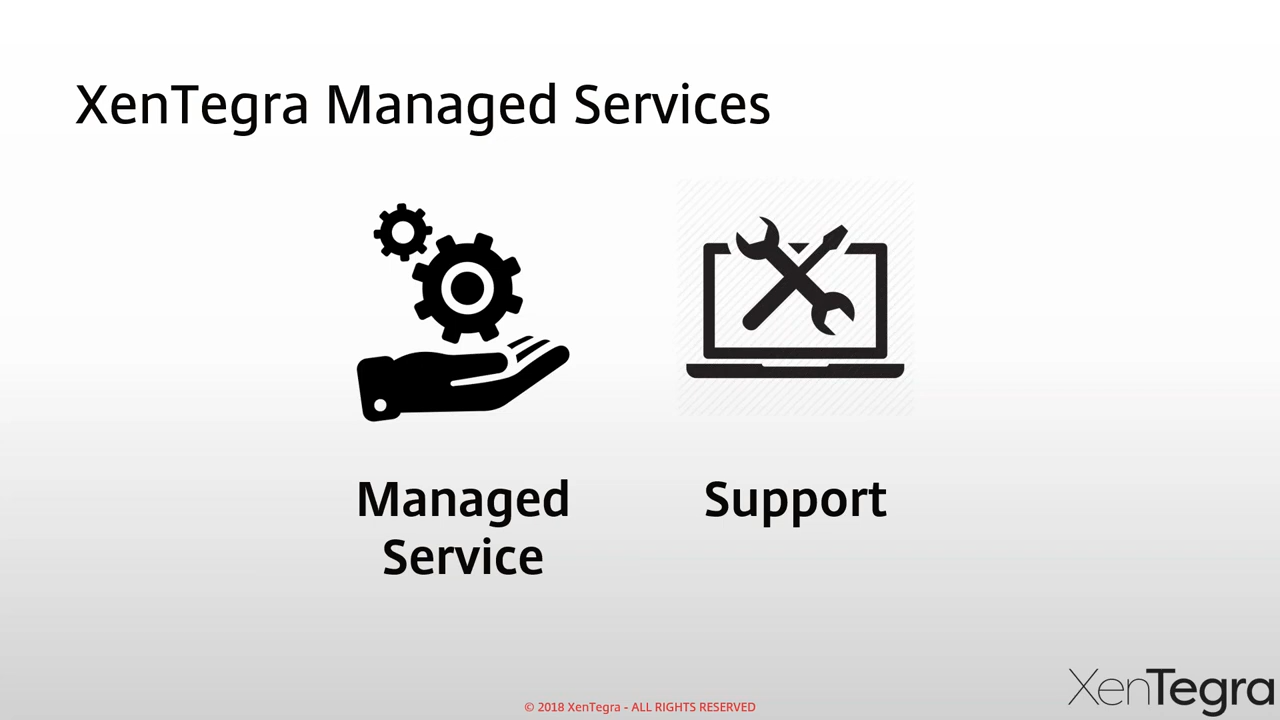 XenTegra Managed Services
Managed
Service
Support
XenTegra
© 2018 XenTegra - ALL RIGHTS RESERVED